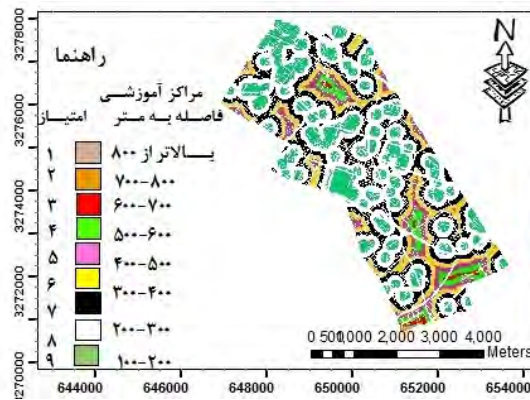 N
راهنما
مراکز آموزشی
امتیاز فاصله به متر
۱ بالاتر از ۸۰۰
۲ ۷۰۰-۸۰۰
۳ ۶۰۰-۷۰۰
۴ ۵۰۰-۶۰۰
۵ ۴۰۰-۵۰۰
۶
۳۰۰-۴۰۰
۷
۸ ۲۰۰-۳۰۰
۹ ۱۰۰-۲۰۰
0 500 1,000 2,000 3,000 4,000
Meters
3278000
3276000
3274000
3272000
3270000
644000 646000 648000 650000 652000 654000